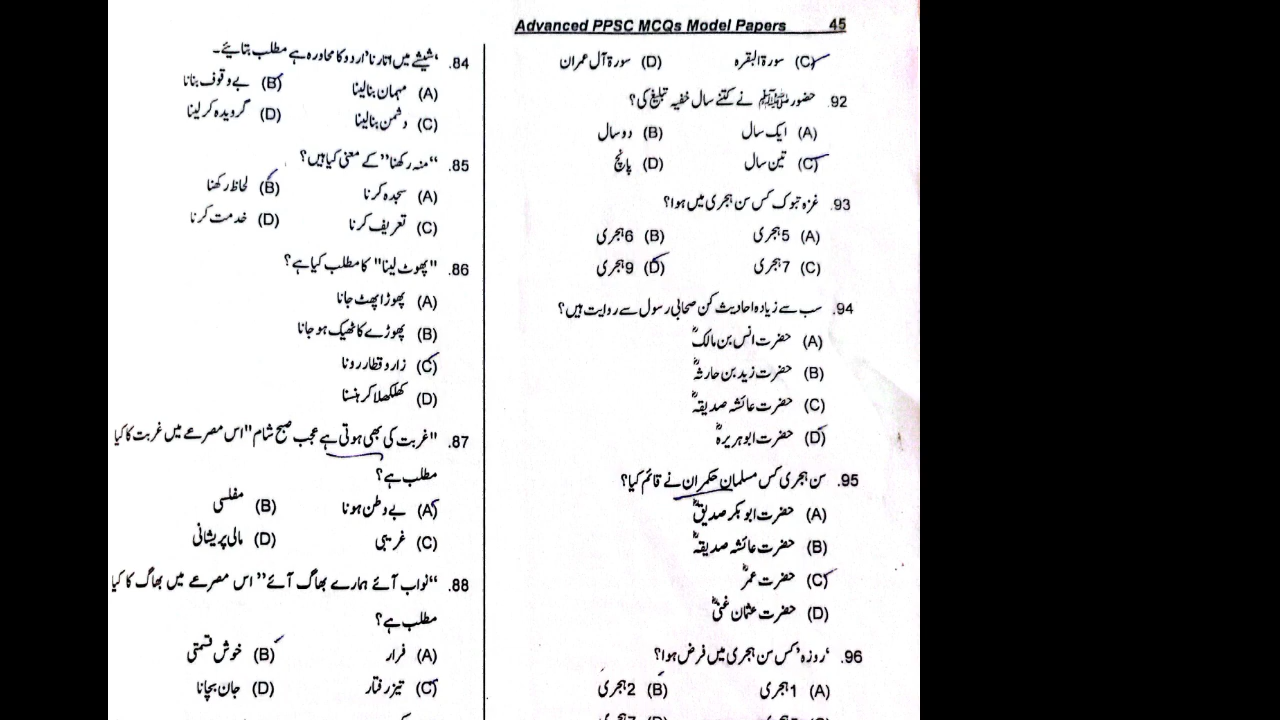 Advanced PPSC MCQs Model Papers 45
84. ‘شیشے میں اتارنا’ اردو کا محاورہ ہے مطلب بتائیے۔
(A) مہمان بنا لینا (B) بے وقوف بنانا
(C) دشمن بنا لینا (D) گرویدہ کر لینا
85. “منہ رکھنا” کے معنی کیا ہیں؟
(A) سجدہ کرنا (B) لحاظ رکھنا
(C) تعریف کرنا (D) خدمت کرنا
86. "پھوٹ لینا" کا مطلب کیا ہے؟
(A) پھوڑا پھٹ جانا
(B) پھوڑے کا ٹھیک ہو جانا
(C) زار و قطار رونا
(D) کھلکھلا کر ہنسنا
87. "غربت کی بھی ہوتی ہے عجب صبح شام" اس مصرعے میں غربت کا کیا
مطلب ہے؟
(A) بے وطن ہونا (B) مفلسی
(C) غریبی (D) مالی پریشانی
88. “نواب آئے ہمارے بھاگ آئے” اس مصرعے میں بھاگ کا کیا
مطلب ہے؟
(A) فرار (B) خوش قسمتی
(C) تیز رفتار (D) جان بچانا
(C) سورۃ البقرہ (D) سورۃ آل عمران
92. حضور ﷺ نے کتنے سال خفیہ تبلیغ کی؟
(A) ایک سال (B) دو سال
(C) تین سال (D) پانچ
93. غزہ تبوک کس سن ہجری میں ہوا؟
(A) 5 ہجری (B) 6 ہجری
(C) 7 ہجری (D) 9 ہجری
94. سب سے زیادہ احادیث کن صحابی رسول سے روایت ہیں؟
(A) حضرت انس بن مالکؓ
(B) حضرت زید بن حارثہؓ
(C) حضرت عائشہ صدیقہؓ
(D) حضرت ابو ہریرہؓ
95. سن ہجری کس مسلمان حکمران نے قائم کیا؟
(A) حضرت ابو بکر صدیقؓ
(B) حضرت عائشہ صدیقہؓ
(C) حضرت عمرؓ
(D) حضرت عثمان غنیؓ
96. ‘روزہ’ کس سن ہجری میں فرض ہوا؟
(A) 1 ہجری (B) 2 ہجری